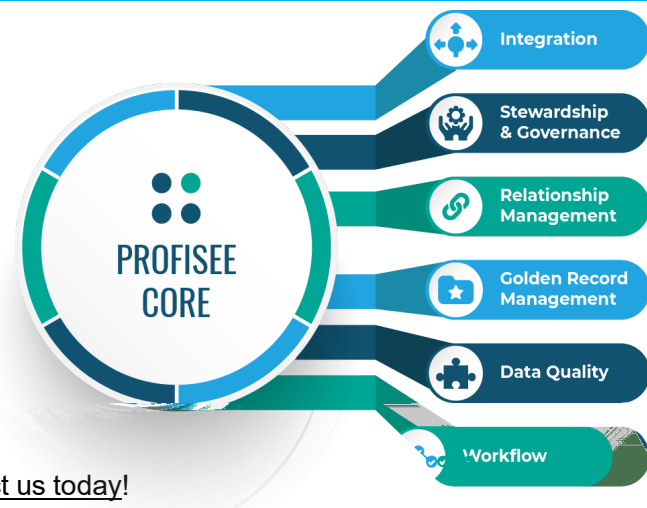 Integration
Stewardship
& Governance
Relationship
Management
PROFISEE
CORE
Golden Record
Management
Data Quality
Workflow
us today!